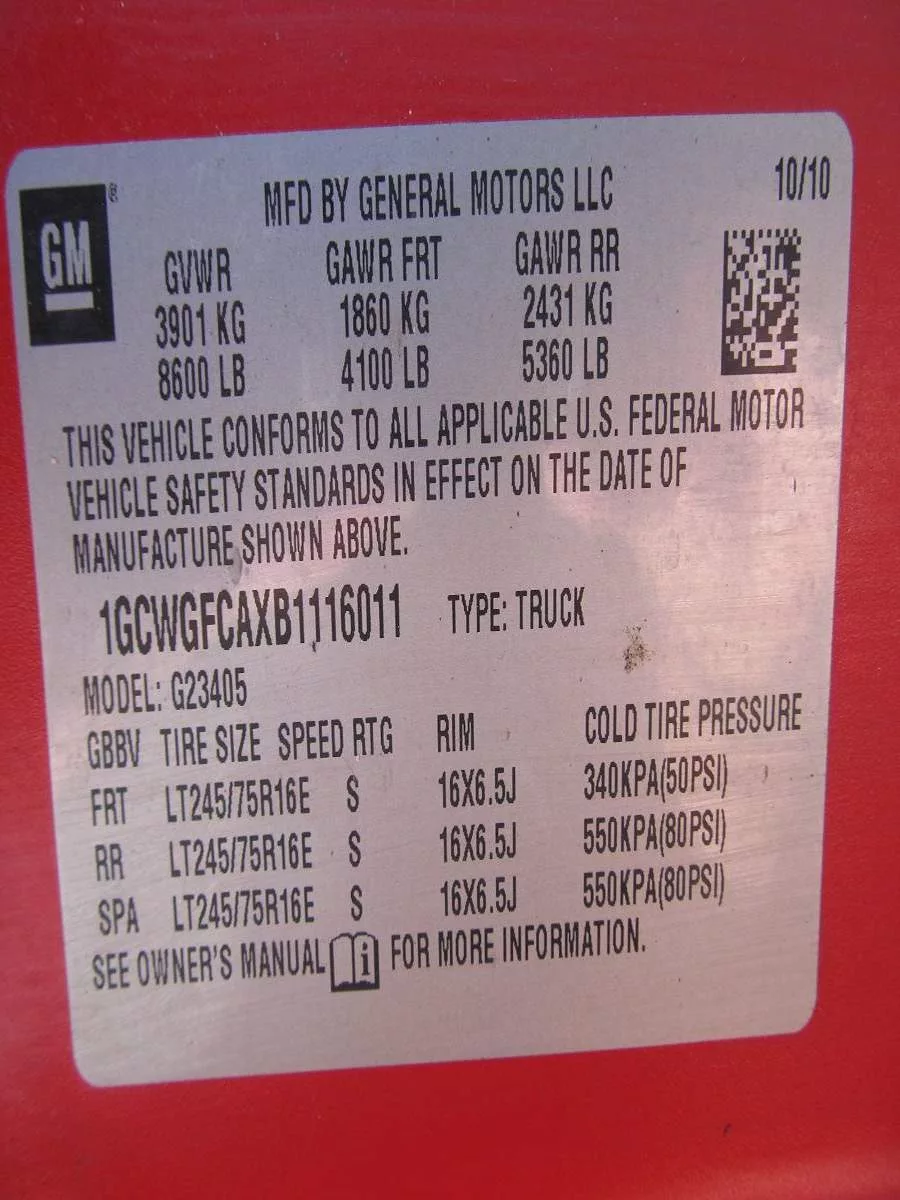 GM ®
MFD BY GENERAL MOTORS LLC 10/10
GVWR GAWR FRT GAWR RR
3901 KG 1860 KG 2431 KG
8600 LB 4100 LB 5360 LB
THIS VEHICLE CONFORMS TO ALL APPLICABLE U.S. FEDERAL MOTOR
VEHICLE SAFETY STANDARDS IN EFFECT ON THE DATE OF
MANUFACTURE SHOWN ABOVE.
1GCWGFCAXB1116011 TYPE: TRUCK
MODEL: G23405
GBBV TIRE SIZE SPEED RTG RIM COLD TIRE PRESSURE
FRT LT245/75R16E S 16X6.5J 340KPA(50PSI)
RR LT245/75R16E S 16X6.5J 550KPA(80PSI)
SPA LT245/75R16E S 16X6.5J 550KPA(80PSI)
SEE OWNER'S MANUAL i FOR MORE INFORMATION.